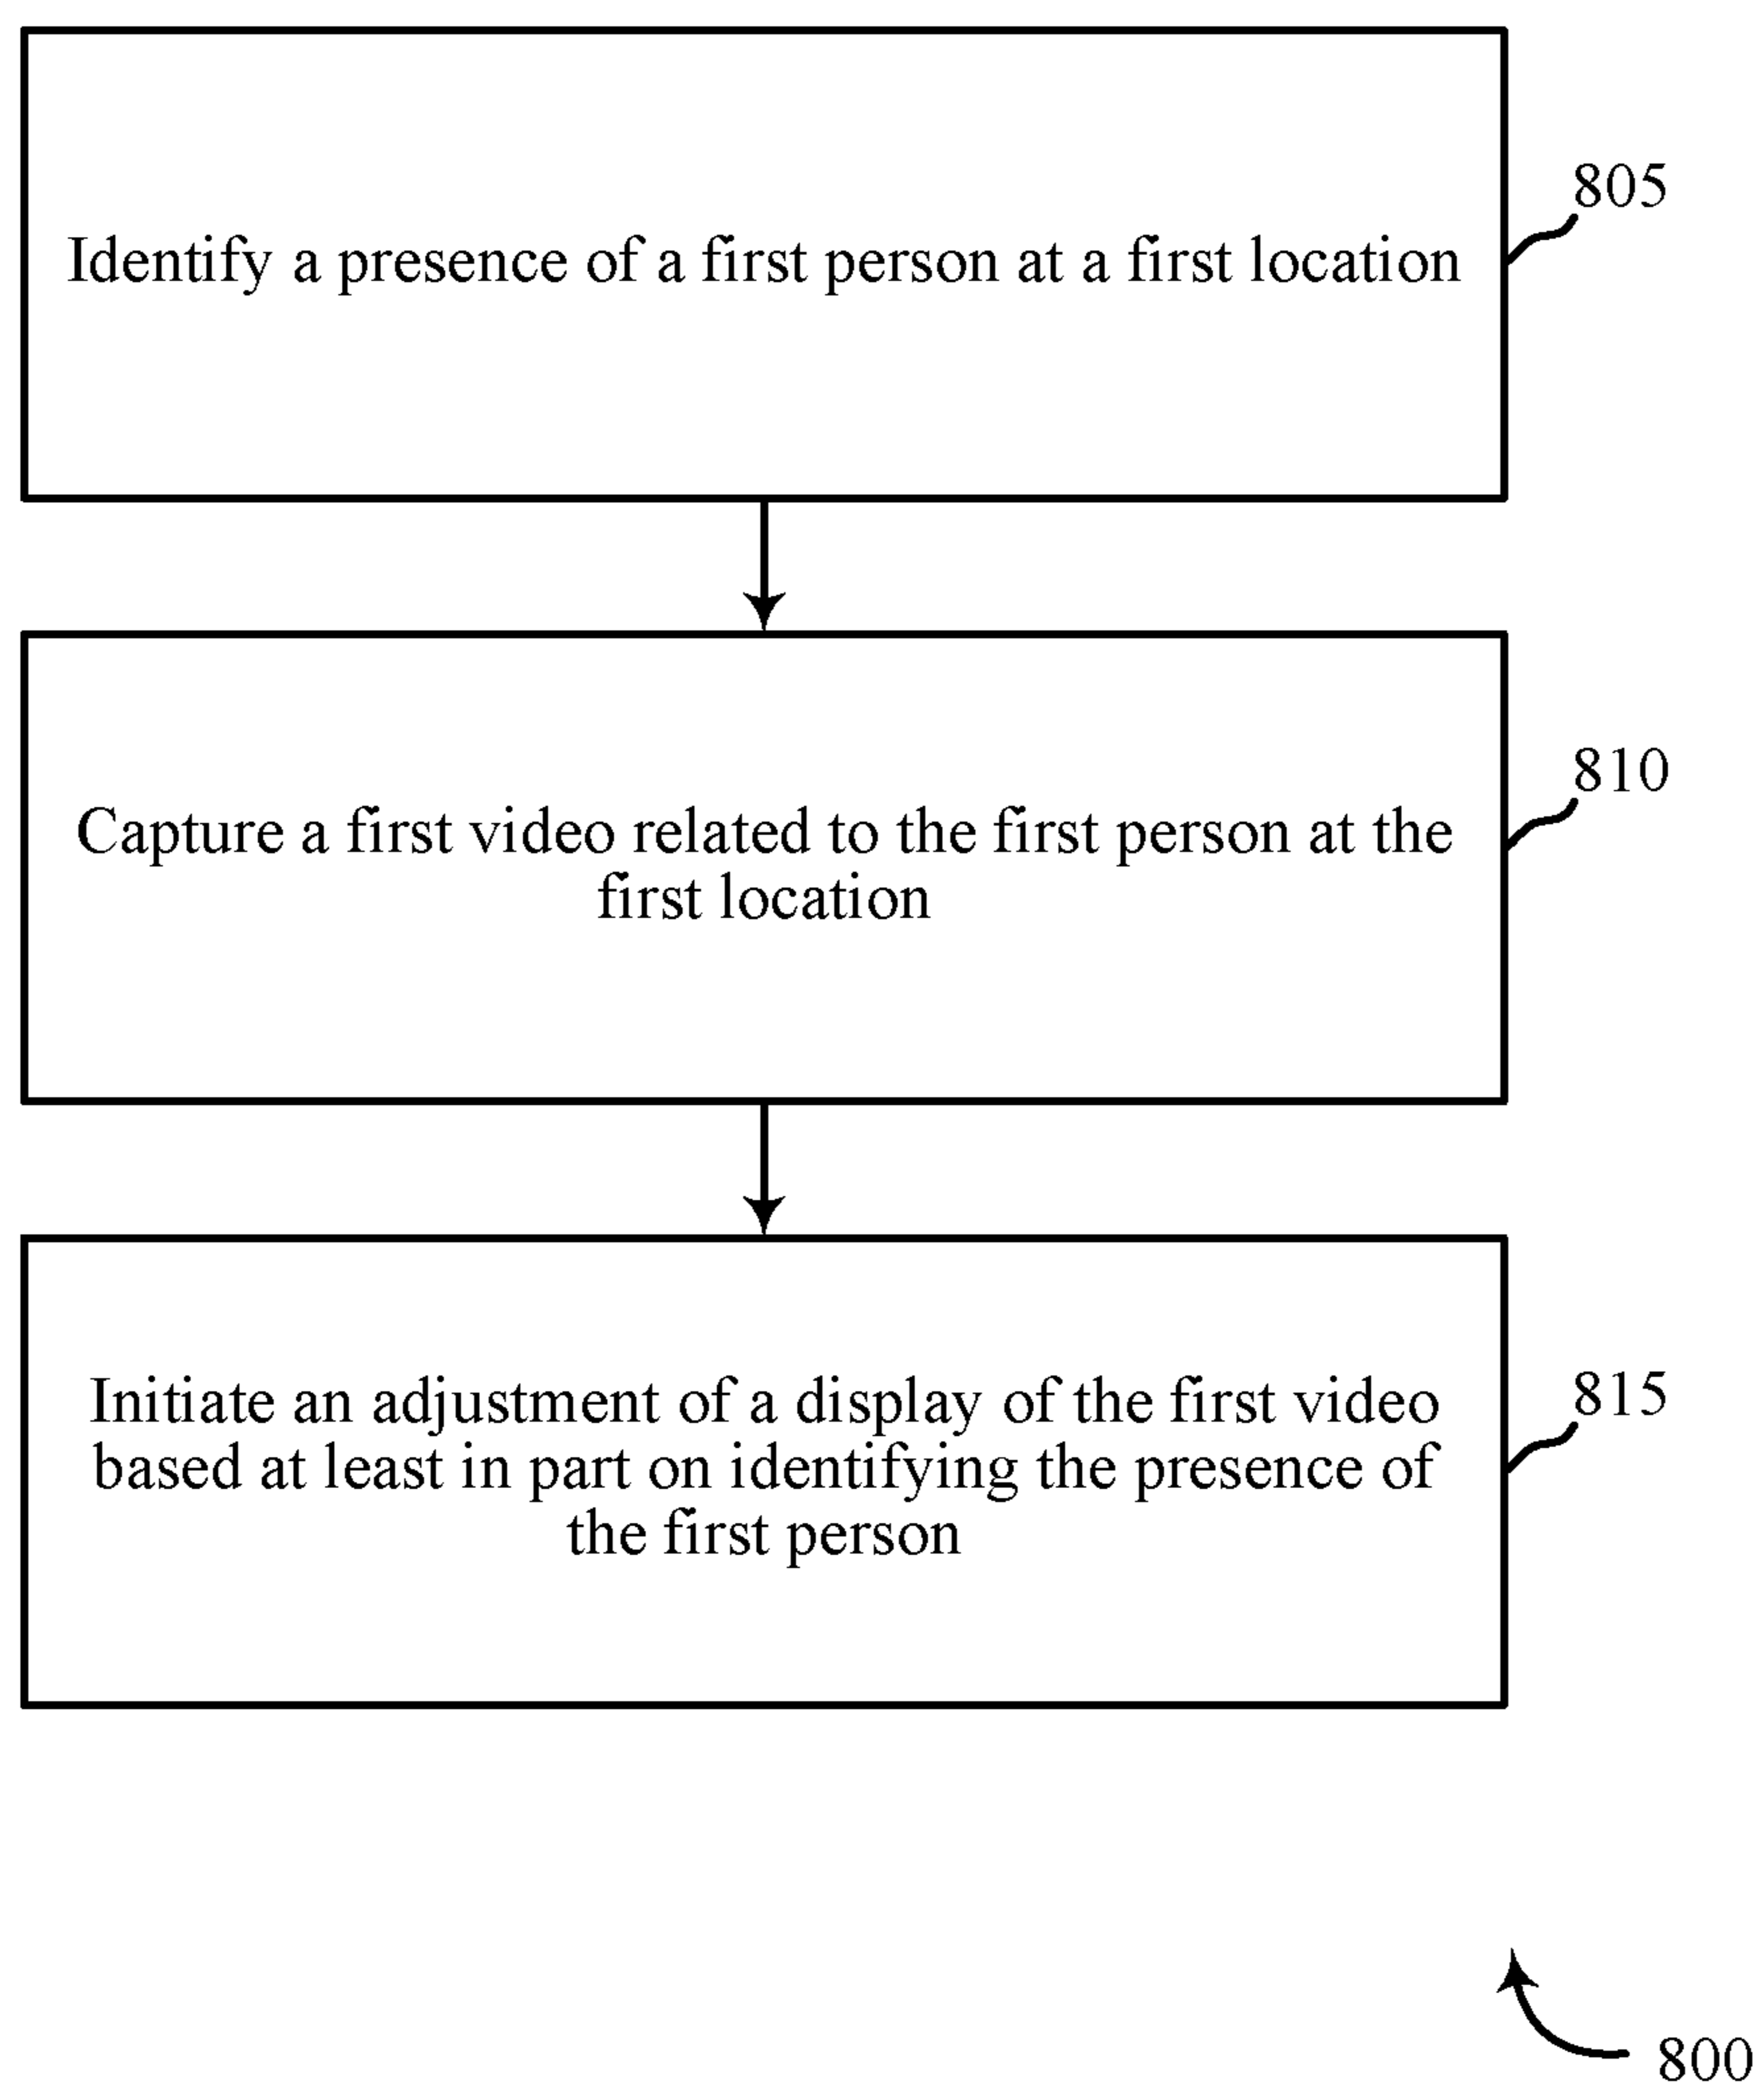 Identify a presence of a first person at a first location
805
Capture a first video related to the first person at the
first location
810
Initiate an adjustment of a display of the first video
based at least in part on identifying the presence of
the first person
815
800